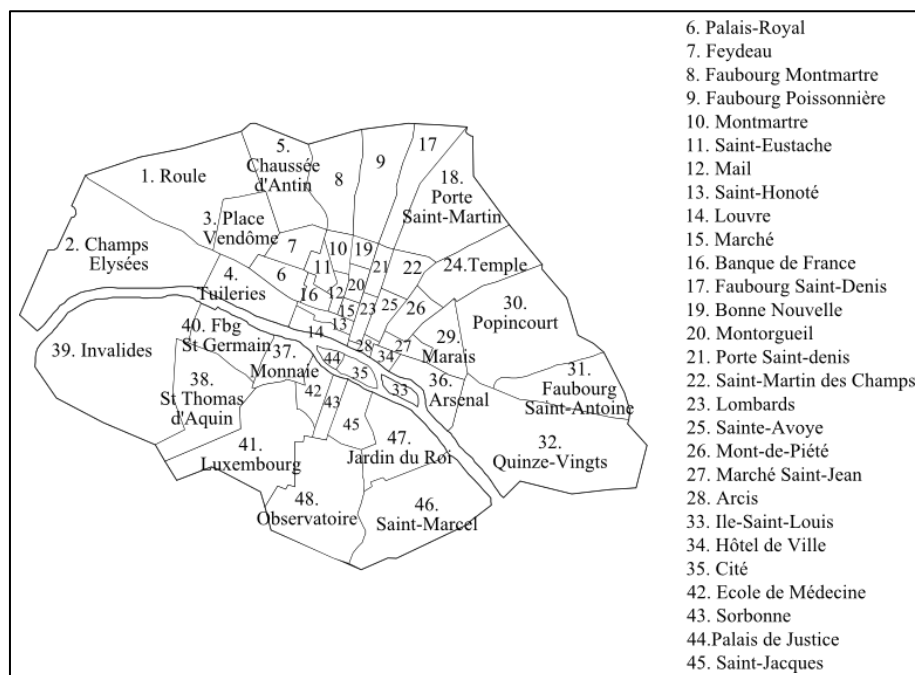 5.
Chaussée
d'Antin
1. Roule
8
9
17
18.
Porte
Saint-Martin
3. Place
Vendôme
2. Champs
Elysées
7
10
19
4.
Tuileries
6
11
16
12
20
21
22
24.Temple
15
23
25
26
13
14
30.
Popincourt
40. Fbg
St Germain
39. Invalides
37.
Monnaie
28
34
27
29
Marais
44
35
33
36.
Arsenal
31.
Faubourg
Saint-Antoine
38.
St Thomas
d'Aquin
42
43
45
47.
Jardin du Roi
41.
Luxembourg
32.
Quinze-Vingts
48.
Observatoire
46.
Saint-Marcel
6. Palais-Royal
7. Feydeau
8. Faubourg Montmartre
9. Faubourg Poissonnière
10. Montmartre
11. Saint-Eustache
12. Mail
13. Saint-Honoté
14. Louvre
15. Marché
16. Banque de France
17. Faubourg Saint-Denis
19. Bonne Nouvelle
20. Montorgueil
21. Porte Saint-denis
22. Saint-Martin des Champs
23. Lombards
25. Sainte-Avoye
26. Mont-de-Piété
27. Marché Saint-Jean
28. Arcis
33. Ile-Saint-Louis
34. Hôtel de Ville
35. Cité
42. Ecole de Médecine
43. Sorbonne
44.Palais de Justice
45. Saint-Jacques